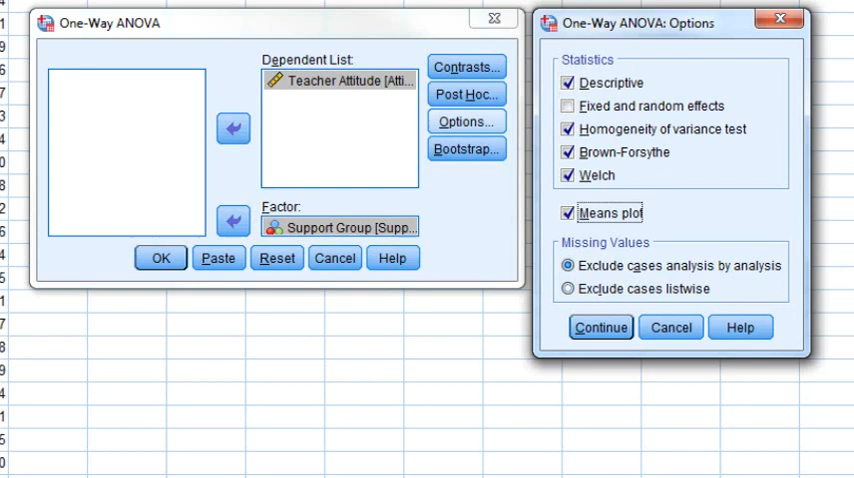 One-Way ANOVA
Dependent List:
Teacher Attitude [Atti...
Factor:
Support Group [Supp...
Contrasts...
Post Hoc...
Options...
Bootstrap...
OK
Paste
Reset
Cancel
Help
One-Way ANOVA: Options
Statistics
Descriptive
Fixed and random effects
Homogeneity of variance test
Brown-Forsythe
Welch
Means plot
Missing Values
Exclude cases analysis by analysis
Exclude cases listwise
Continue
Cancel
Help